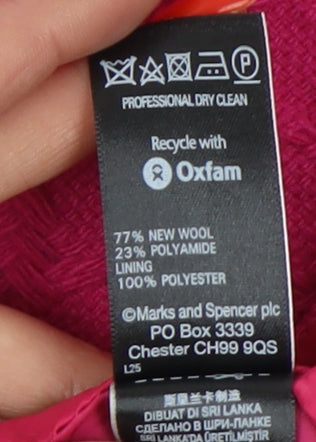 P
PROFESSIONAL DRY CLEAN
Recycle with
Oxfam
77% NEW WOOL
23% POLYAMIDE
LINING
100% POLYESTER
©Marks and Spencer plc
PO Box 3339
Chester CH99 9QS
L25
斯里兰卡制造
DIBUAT DI SRI LANKA
СДЕЛАНО В ШРИ-ЛАНКЕ
SRI LANKA'DA ÜRETİLMİŞTİR